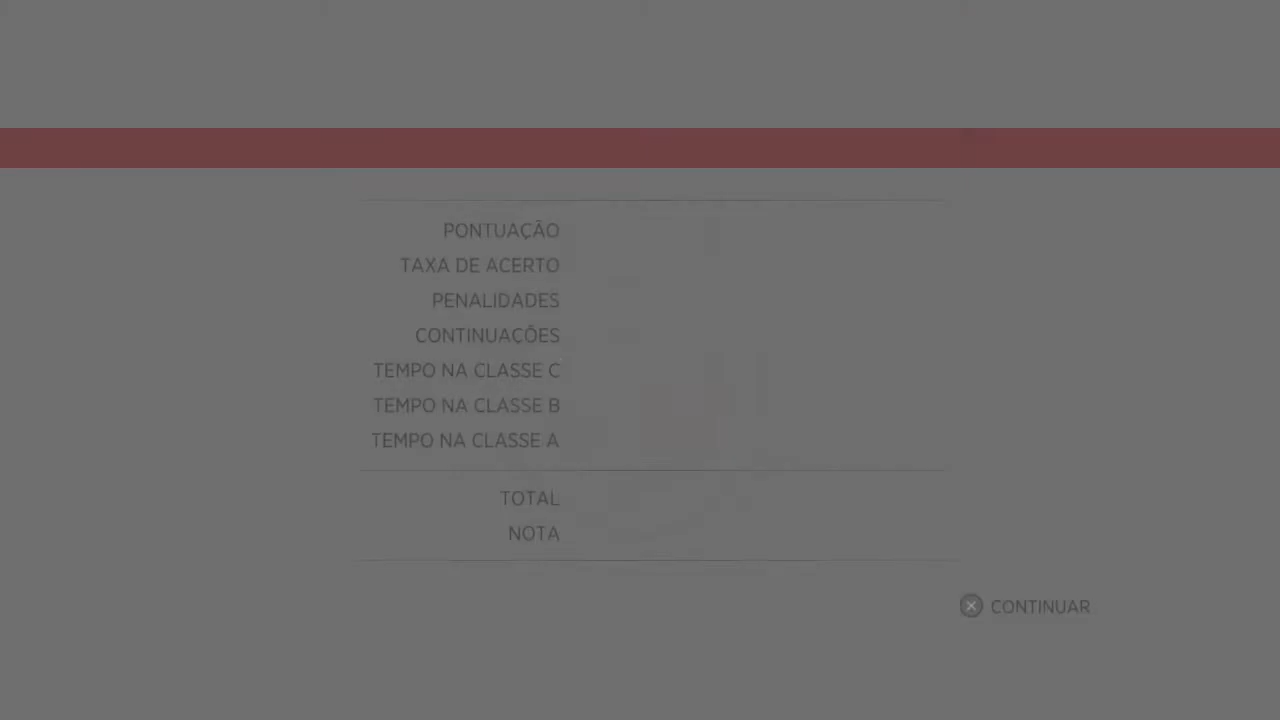 PONTUAÇÃO
TAXA DE ACERTO
PENALIDADES
CONTINUAÇÕES
TEMPO NA CLASSE C
TEMPO NA CLASSE B
TEMPO NA CLASSE A
TOTAL
NOTA
CONTINUAR